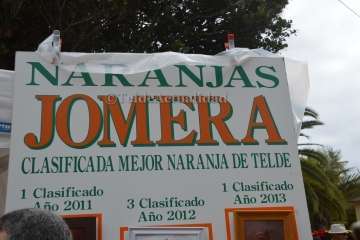 NARANJAS
©TeldeActualidad
JOMERA
CLASIFICADA MEJOR NARANJA DE TELDE
1 Clasificado
Año 2011
3 Clasificado
Año 2012
1 Clasificado
Año 2013